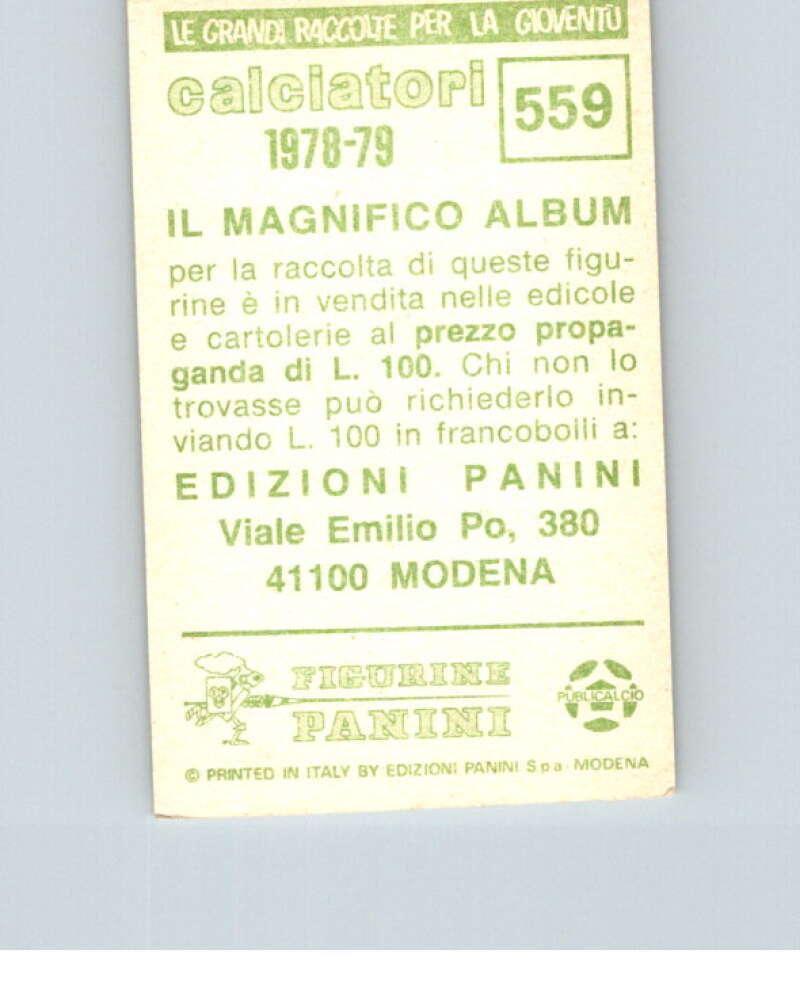 LE GRANDI RACCOLTE PER LA GIOVENTÙ
calciatori
559
1978-79
IL MAGNIFICO ALBUM
per la raccolta di queste figu-
rine è in vendita nelle edicole
e cartolerie al prezzo propa-
ganda di L. 100. Chi non lo
trovasse può richiederlo in-
viando L. 100 in francobolli a:
EDIZIONI PANINI
Viale Emilio Po, 380
41100 MODENA
FIGURINE
PANINI
PUBLICALCIO
© PRINTED IN ITALY BY EDIZIONI PANINI S.p.a. MODENA